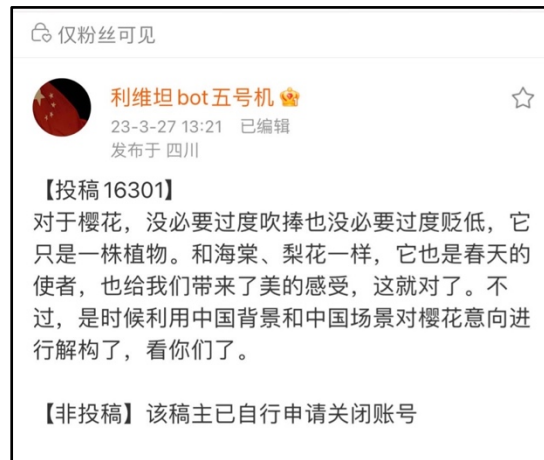 仅粉丝可见
利维坦bot五号机
23-3-27 13:21 已编辑
发布于 四川
【投稿16301】
对于樱花，没必要过度吹捧也没必要过度贬低，它
只是一株植物。和海棠、梨花一样，它也是春天的
使者，也给我们带来了美的感受，这就对了。不
过，是时候利用中国背景和中国场景对樱花意向进
行解构了，看你们了。
【非投稿】该稿主已自行申请关闭账号